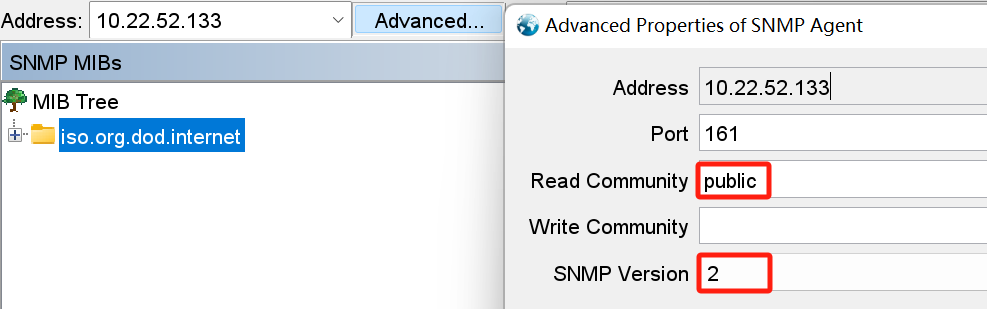 Address: 10.22.52.133 Advanced...
SNMP MIBs
MIB Tree
iso.org.dod.internet
Advanced Properties of SNMP Agent
Address 10.22.52.133
Port 161
Read Community public
Write Community
SNMP Version 2